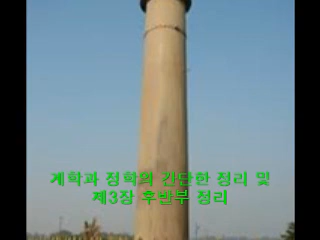 계학과 정학의 간단한 정리 및
제3장 후반부 정리